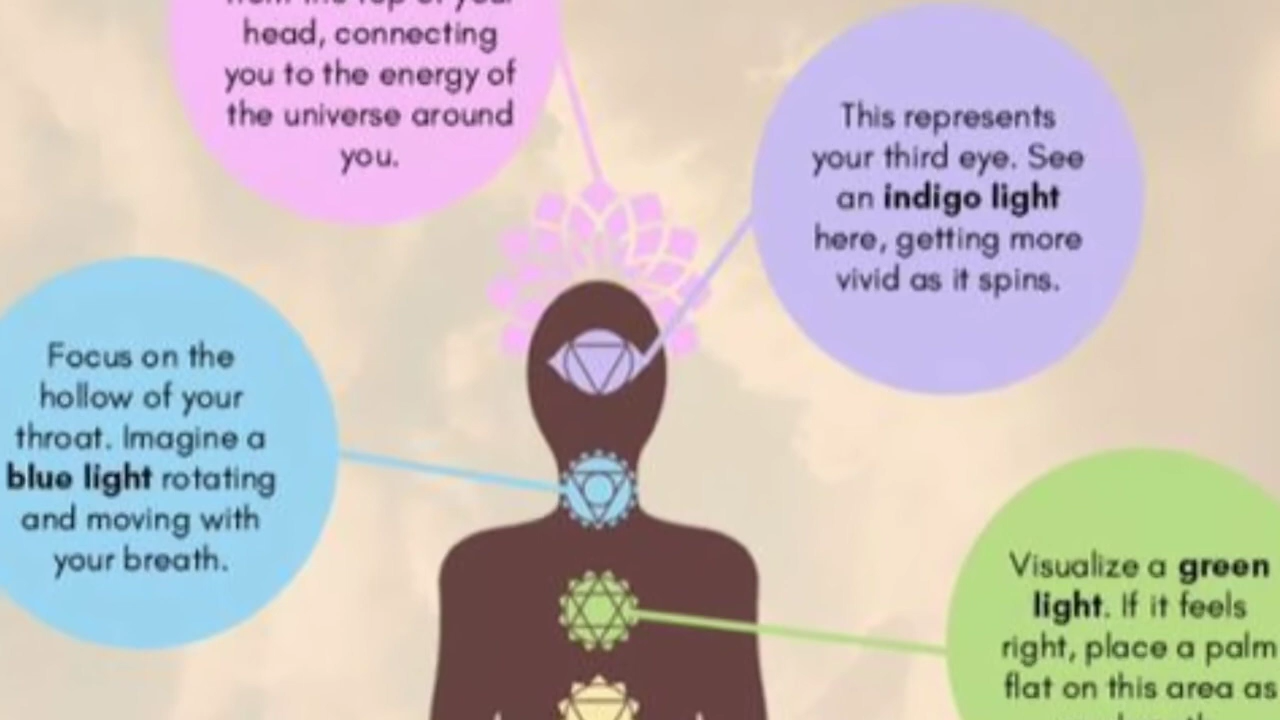 head, connecting
you to the energy of
the universe around
you.
This represents
your third eye. See
an indigo light
here, getting more
vivid as it spins.
Focus on the
hollow of your
throat. Imagine a
blue light rotating
and moving with
your breath.
Visualize a green
light. If it feels
right, place a palm
flat on this area as